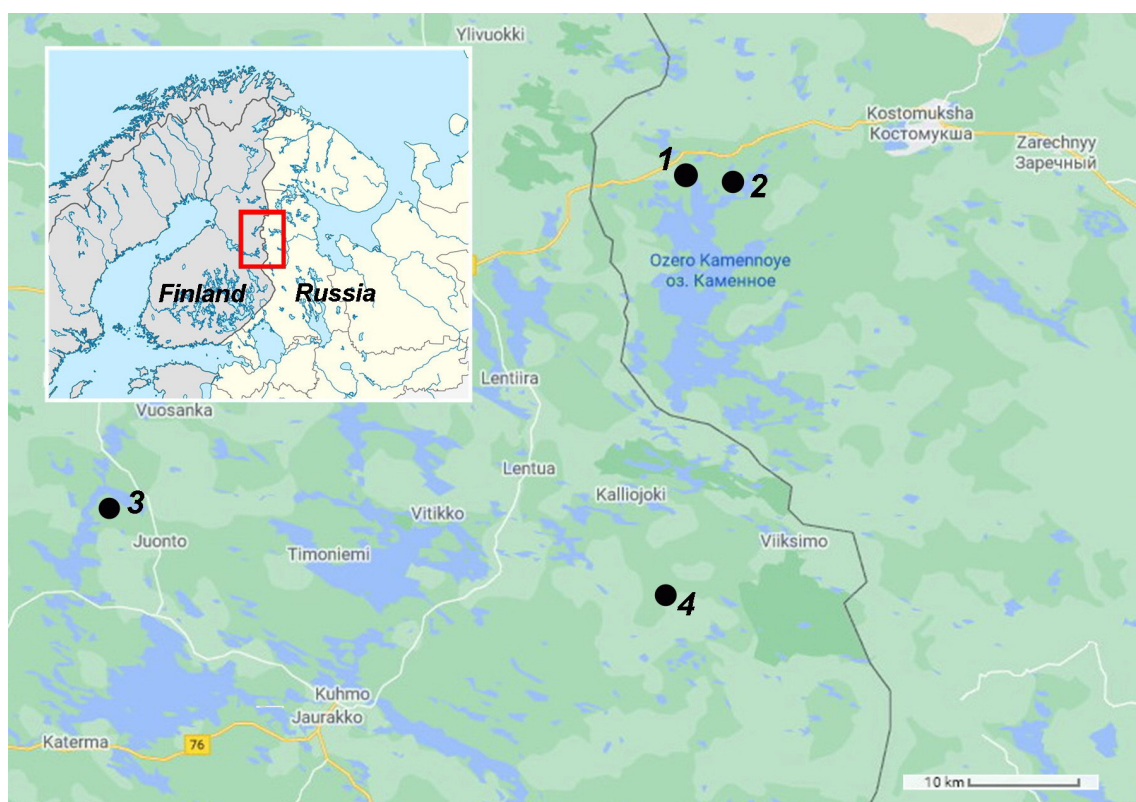 Ylivuokki
Kostomuksha
Костомукша
Zarechnyy
Заречный
1
2
Ozero Kamennoye
оз. Каменное
Finland
Russia
Lentiira
Vuosanka
Lentua
Kalliojoki
3
Vitikko
Juonto
Timoniemi
Viiksimo
4
Kuhmo
Jaurakko
Katerma
76
10 km